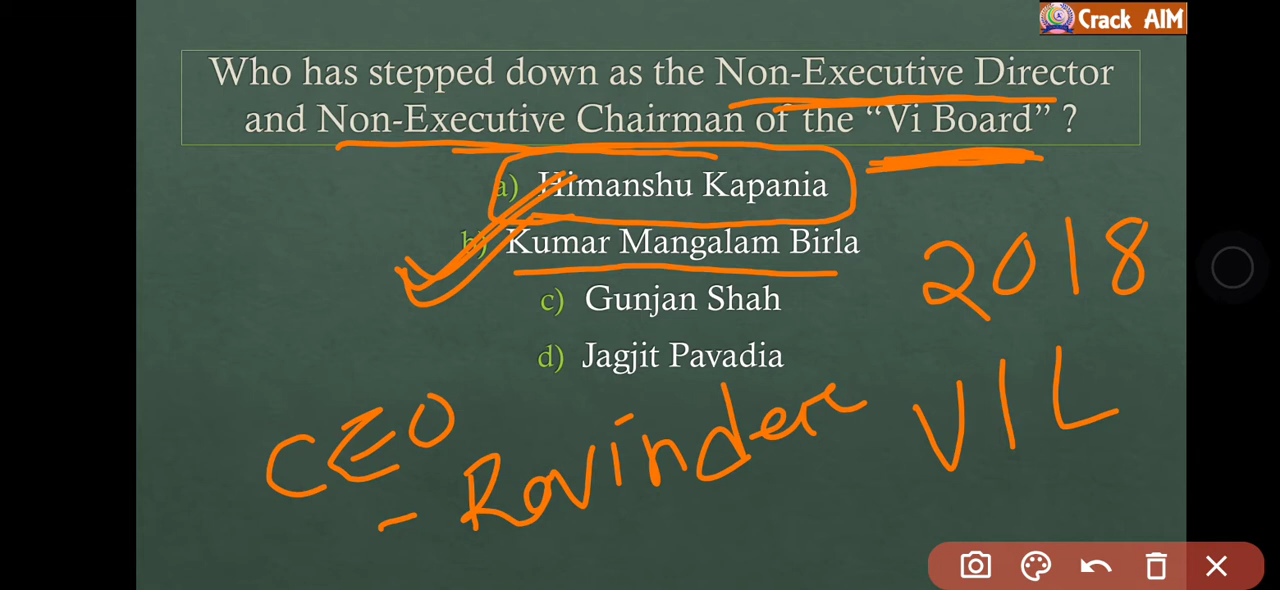 Crack AIM
Who has stepped down as the Non-Executive Director
and Non-Executive Chairman of the “Vi Board” ?
a) Himanshu Kapania
b) Kumar Mangalam Birla
c) Gunjan Shah
d) Jagjit Pavadia
2018
VIL
CEO
- Ravindere